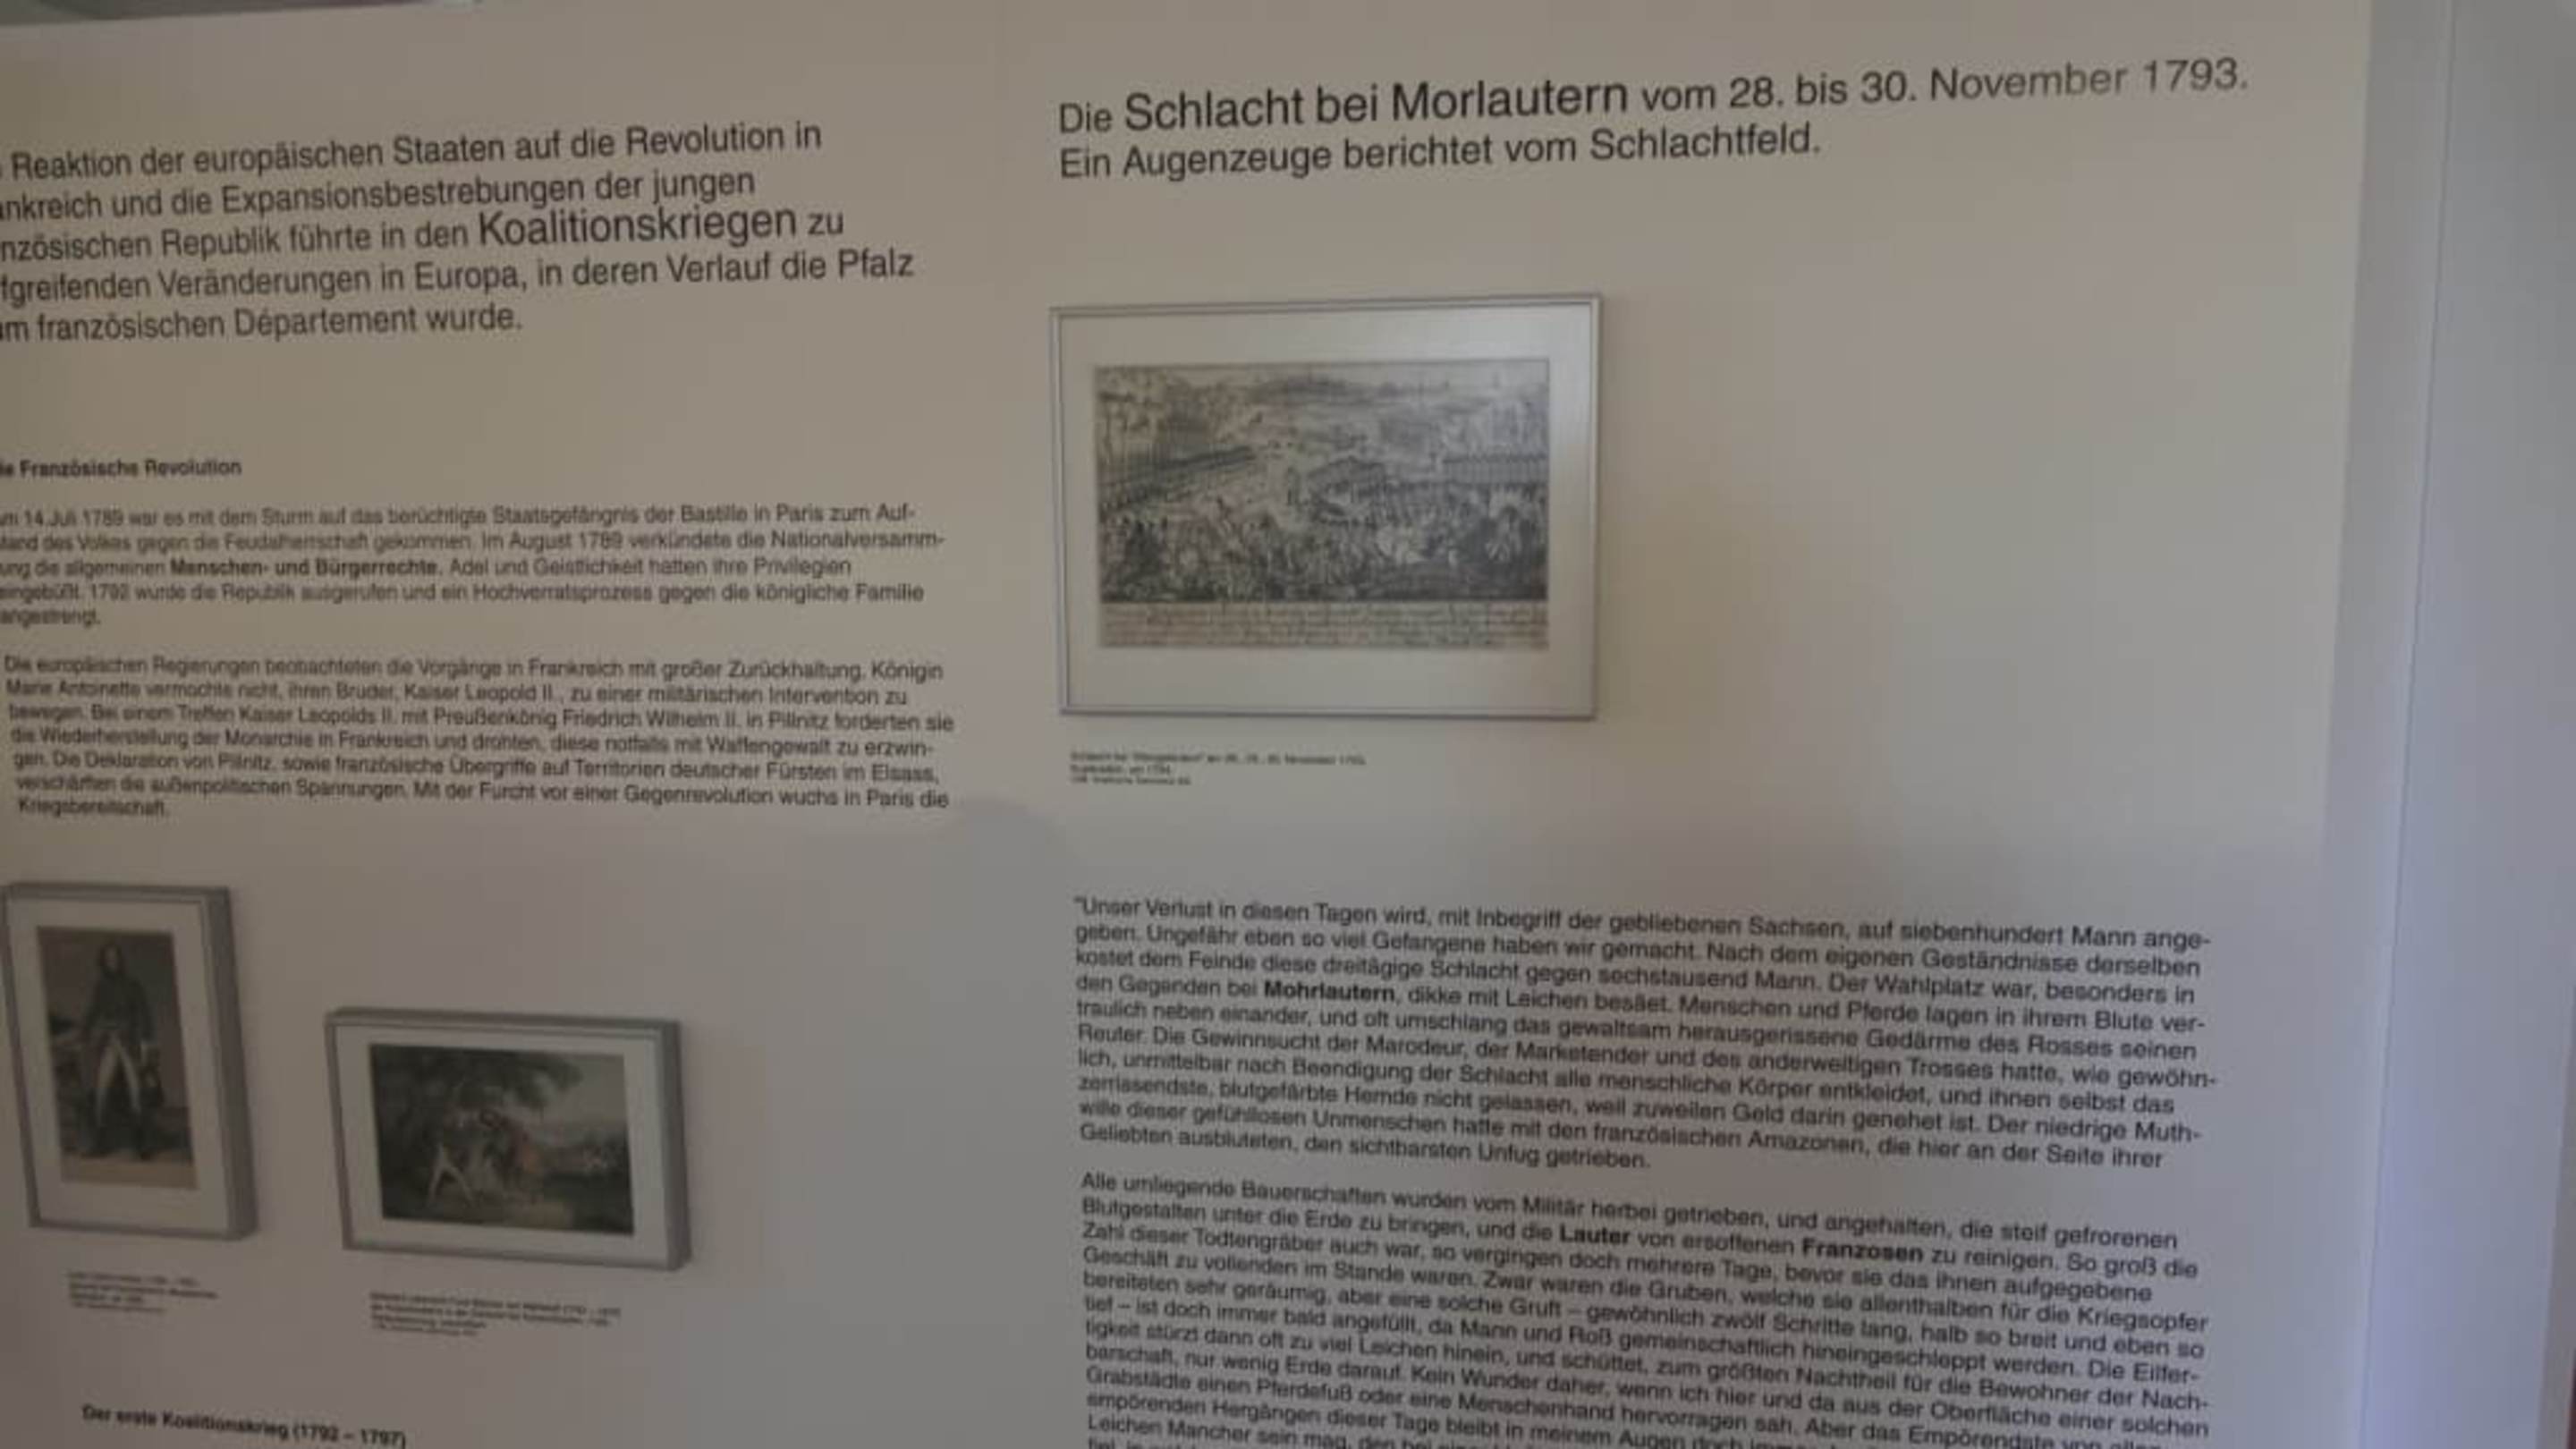 Reaktion der europäischen Staaten auf die Revolution in
ankreich und die Expansionsbestrebungen der jungen
nzösischen Republik führte in den Koalitionskriegen zu
fgreifenden Veränderungen in Europa, in deren Verlauf die Pfalz
um französischen Département wurde.
ie Französische Revolution
m 14.Juli 1789 war es mit dem Sturm auf das berüchtigte Staatsgefängnis der Bastille in Paris zum Auf-
tand des Volkes gegen die Feudalherrschaft gekommen. Im August 1789 verkündete die Nationalversamm-
ung die allgemeinen Menschen- und Bürgerrechte. Adel und Geistlichkeit hatten ihre Privilegien
eingebüßt. 1792 wurde die Republik ausgerufen und ein Hochverratsprozess gegen die königliche Familie
angestrengt.
Die europäischen Regierungen beobachteten die Vorgänge in Frankreich mit großer Zurückhaltung. Königin
Marie Antoinette vermochte nicht, ihren Bruder, Kaiser Leopold II., zu einer militärischen Intervention zu
bewegen. Bei einem Treffen Kaiser Leopolds II. mit Preußenkönig Friedrich Wilhelm II. in Pillnitz forderten sie
die Wiederherstellung der Monarchie in Frankreich und drohten, diese notfalls mit Waffengewalt zu erzwin-
gen. Die Deklaration von Pillnitz, sowie französische Übergriffe auf Territorien deutscher Fürsten im Elsass,
verschärften die außenpolitischen Spannungen. Mit der Furcht vor einer Gegenrevolution wuchs in Paris die
Kriegsbereitschaft.
Der erste Koalitionskrieg (1792 – 1797)
Die Schlacht bei Morlautern vom 28. bis 30. November 1793.
Ein Augenzeuge berichtet vom Schlachtfeld.
"Unser Verlust in diesen Tagen wird, mit Inbegriff der gebliebenen Sachsen, auf siebenhundert Mann ange-
geben. Ungefähr eben so viel Gefangene haben wir gemacht. Nach dem eigenen Geständnisse derselben
kostet dem Feinde diese dreitägige Schlacht gegen sechstausend Mann. Der Wahlplatz war, besonders in
den Gegenden bei Mohrlautern, dikke mit Leichen besäet. Menschen und Pferde lagen in ihrem Blute ver-
traulich neben einander, und oft umschlang das gewaltsam herausgerissene Gedärme des Rosses seinen
Reuter. Die Gewinnsucht der Marodeur, der Marketender und des anderweitigen Trosses hatte, wie gewöhn-
lich, unmittelbar nach Beendigung der Schlacht alle menschliche Körper entkleidet, und ihnen selbst das
zerrissendste, blutgefärbte Hemde nicht gelassen, weil zuweilen Geld darin genehet ist. Der niedrige Muth-
wille dieser gefühllosen Unmenschen hatte mit den französischen Amazonen, die hier an der Seite ihrer
Geliebten ausbluteten, den sichtbarsten Unfug getrieben.
Alle umliegende Bauerschaften wurden vom Militär herbei getrieben, und angehalten, die steif gefrorenen
Blutgestalten unter die Erde zu bringen, und die Lauter von ersoffenen Franzosen zu reinigen. So groß die
Zahl dieser Todtengräber auch war, so vergingen doch mehrere Tage, bevor sie das ihnen aufgegebene
Geschäft zu vollenden im Stande waren. Zwar waren die Gruben, welche sie allenthalben für die Kriegsopfer
bereiteten sehr geräumig, aber eine solche Gruft – gewöhnlich zwölf Schritte lang, halb so breit und eben so
tief – ist doch immer bald angefüllt, da Mann und Roß gemeinschaftlich hineingeschleppt werden. Die Eilfer-
tigkeit stürzt dann oft zu viel Leichen hinein, und schüttet, zum größten Nachtheil für die Bewohner der Nach-
barschaft, nur wenig Erde darauf. Kein Wunder daher, wenn ich hier und da aus der Oberfläche einer solchen
Grabstädte einen Pferdefuß oder eine Menschenhand hervorragen sah. Aber das Empörendste von
empörenden Hergängen dieser Tage bleibt in meinem Augen doch
Leichen Mancher sein mag, den